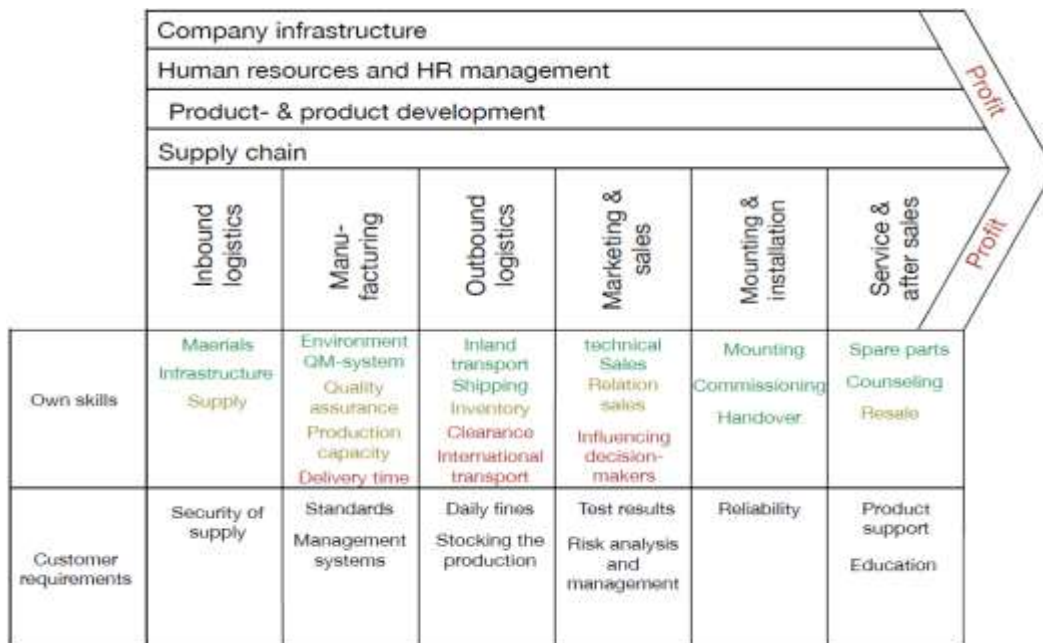 Company infrastructure
Human resources and HR management
Product- & product development
Supply chain
Profit
Profit
Inbound
logistics
Manu-
facturing
Outbound
logistics
Marketing &
sales
Mounting &
installation
Service &
after sales
Own skills
Maerials
Infrastructure
Supply
Environment
QM-system
Quality
assurance
Production
capacity
Delivery time
Inland
transport
Shipping
Inventory
Clearance
International
transport
technical
Sales
Relation
sales
Influencing
decision-
makers
Mounting
Commissioning
Handover
Spare parts
Counseling
Resale
Customer
requirements
Security of
supply
Standards
Management
systems
Daily fines
Stocking the
production
Test results
Risk analysis
and
management
Reliability
Product
support
Education